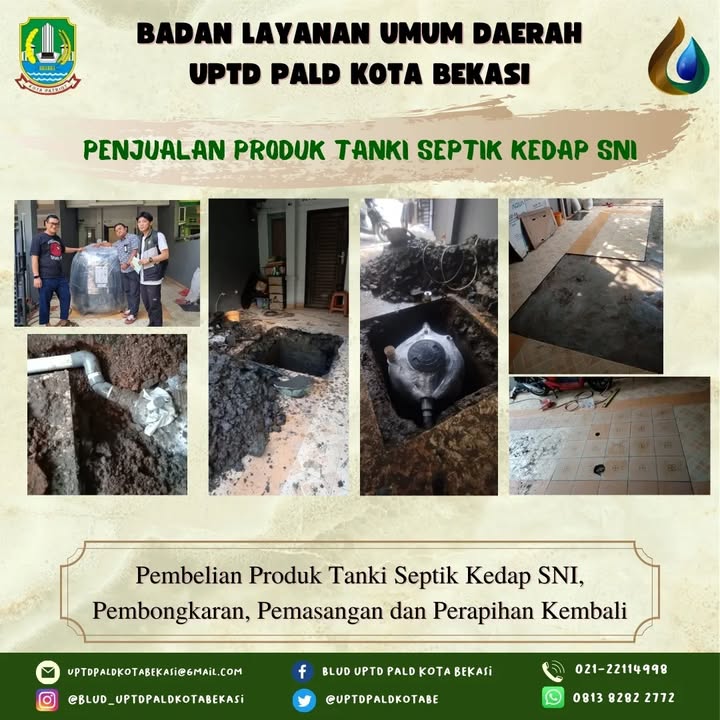 BADAN LAYANAN UMUM DAERAH
UPTD PALD KOTA BEKASI
KOTA PATRIOT
PENJUALAN PRODUK TANKI SEPTIK KEDAP SNI
Pembelian Produk Tanki Septik Kedap SNI,
Pembongkaran, Pemasangan dan Perapihan Kembali
UPTDPALDKOTABEKASI@GMAIL.COM
BLUD UPTD PALD KOTA BEKASI
021-22114998
@BLUD_UPTDPALDKOTABEKASI
@UPTDPALDKOTABE
0813 8282 2772